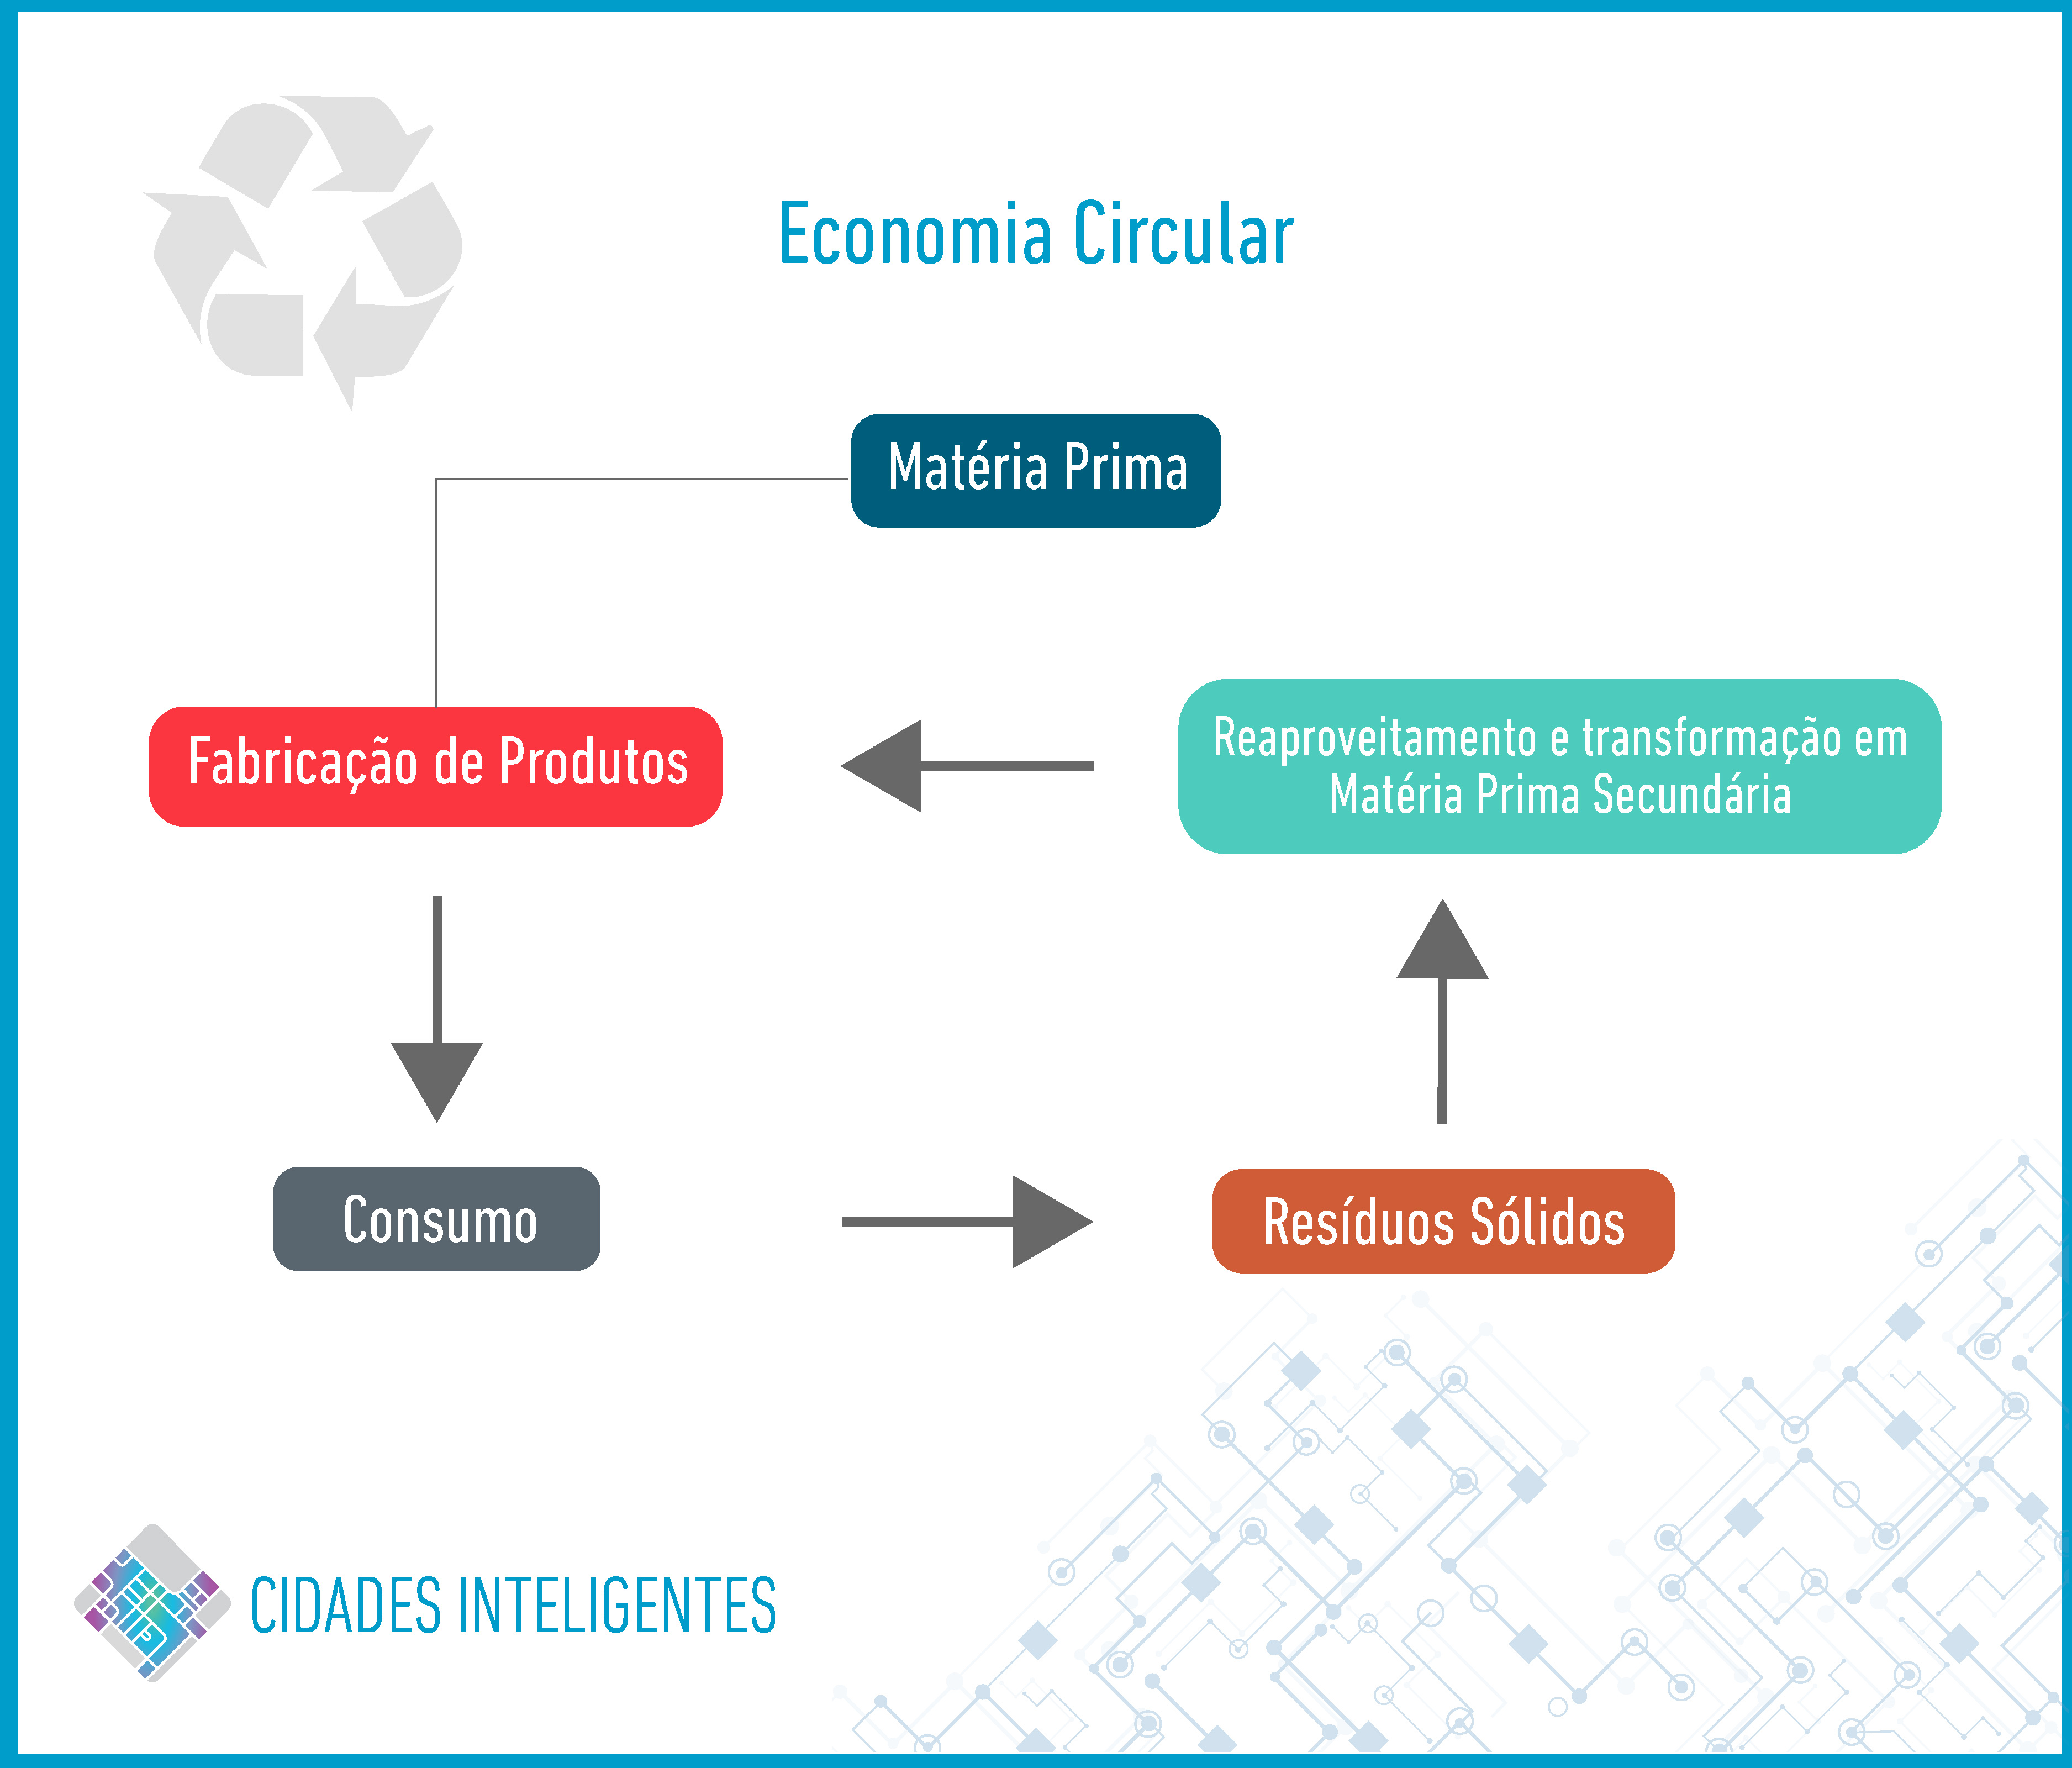 Economia Circular
Matéria Prima
Fabricação de Produtos
Reaproveitamento e transformação em
Matéria Prima Secundária
Consumo
Resíduos Sólidos
CIDADES INTELIGENTES